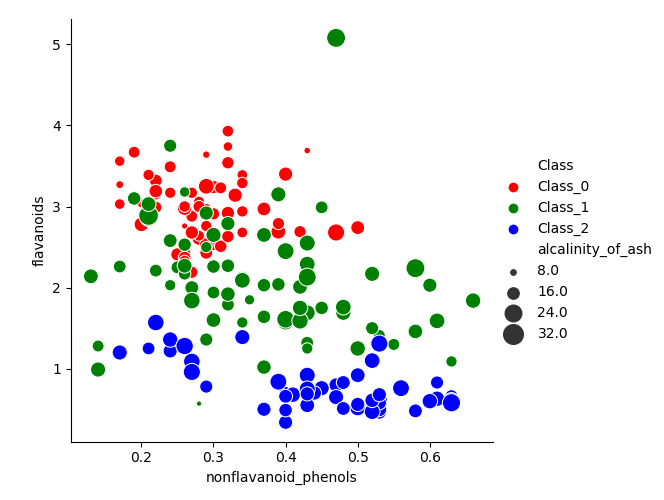 5
4
3
2
1
flavanoids
0.2
0.3
0.4
0.5
0.6
nonflavanoid_phenols
Class
Class_0
Class_1
Class_2
alcalinity_of_ash
8.0
16.0
24.0
32.0